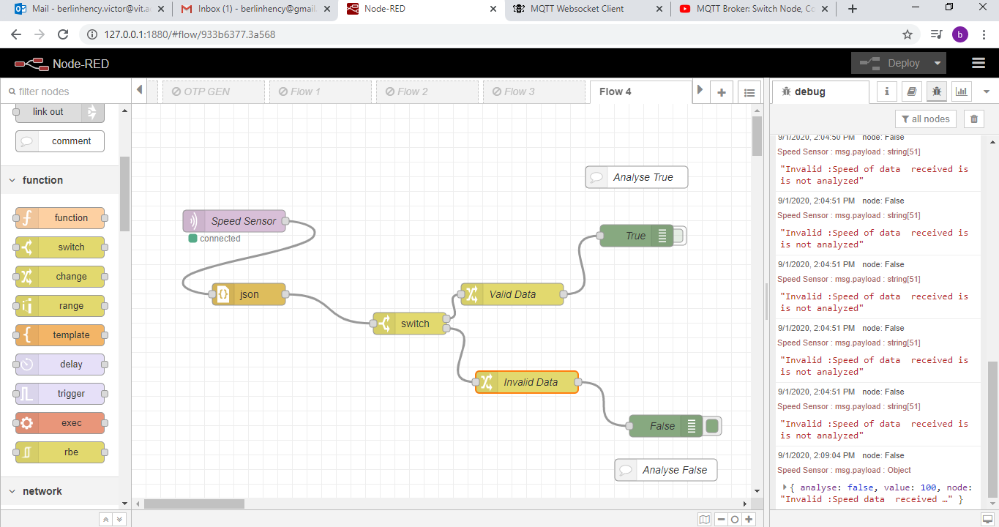 Mail - berlinhency.victor@vit.a
Inbox (1) - berlinhency@gmail.
Node-RED
MQTT Websocket Client
MQTT Broker: Switch Node, Co
127.0.0.1:1880/#flow/933b6377.3a568
b
Node-RED
Deploy
filter nodes
OTP GEN
Flow 1
Flow 2
Flow 3
Flow 4
debug
i
all nodes
link out
comment
function
function
switch
change
range
template
delay
trigger
exec
rbe
network
Analyse True
Speed Sensor
connected
True
json
Valid Data
switch
Invalid Data
False
Analyse False
9/1/2020, 2:04:50 PM node: False
Speed Sensor : msg.payload : string[51]
"Invalid :Speed of data  received is
is not analyzed"
9/1/2020, 2:04:51 PM node: False
Speed Sensor : msg.payload : string[51]
"Invalid :Speed of data  received is
is not analyzed"
9/1/2020, 2:04:51 PM node: False
Speed Sensor : msg.payload : string[51]
"Invalid :Speed of data  received is
is not analyzed"
9/1/2020, 2:04:51 PM node: False
Speed Sensor : msg.payload : string[51]
"Invalid :Speed of data  received is
is not analyzed"
9/1/2020, 2:04:51 PM node: False
Speed Sensor : msg.payload : string[51]
"Invalid :Speed of data  received is
is not analyzed"
9/1/2020, 2:09:04 PM node: False
Speed Sensor : msg.payload : Object
{ analyse: false, value: 100, node:
"Invalid :Speed data  received …" }